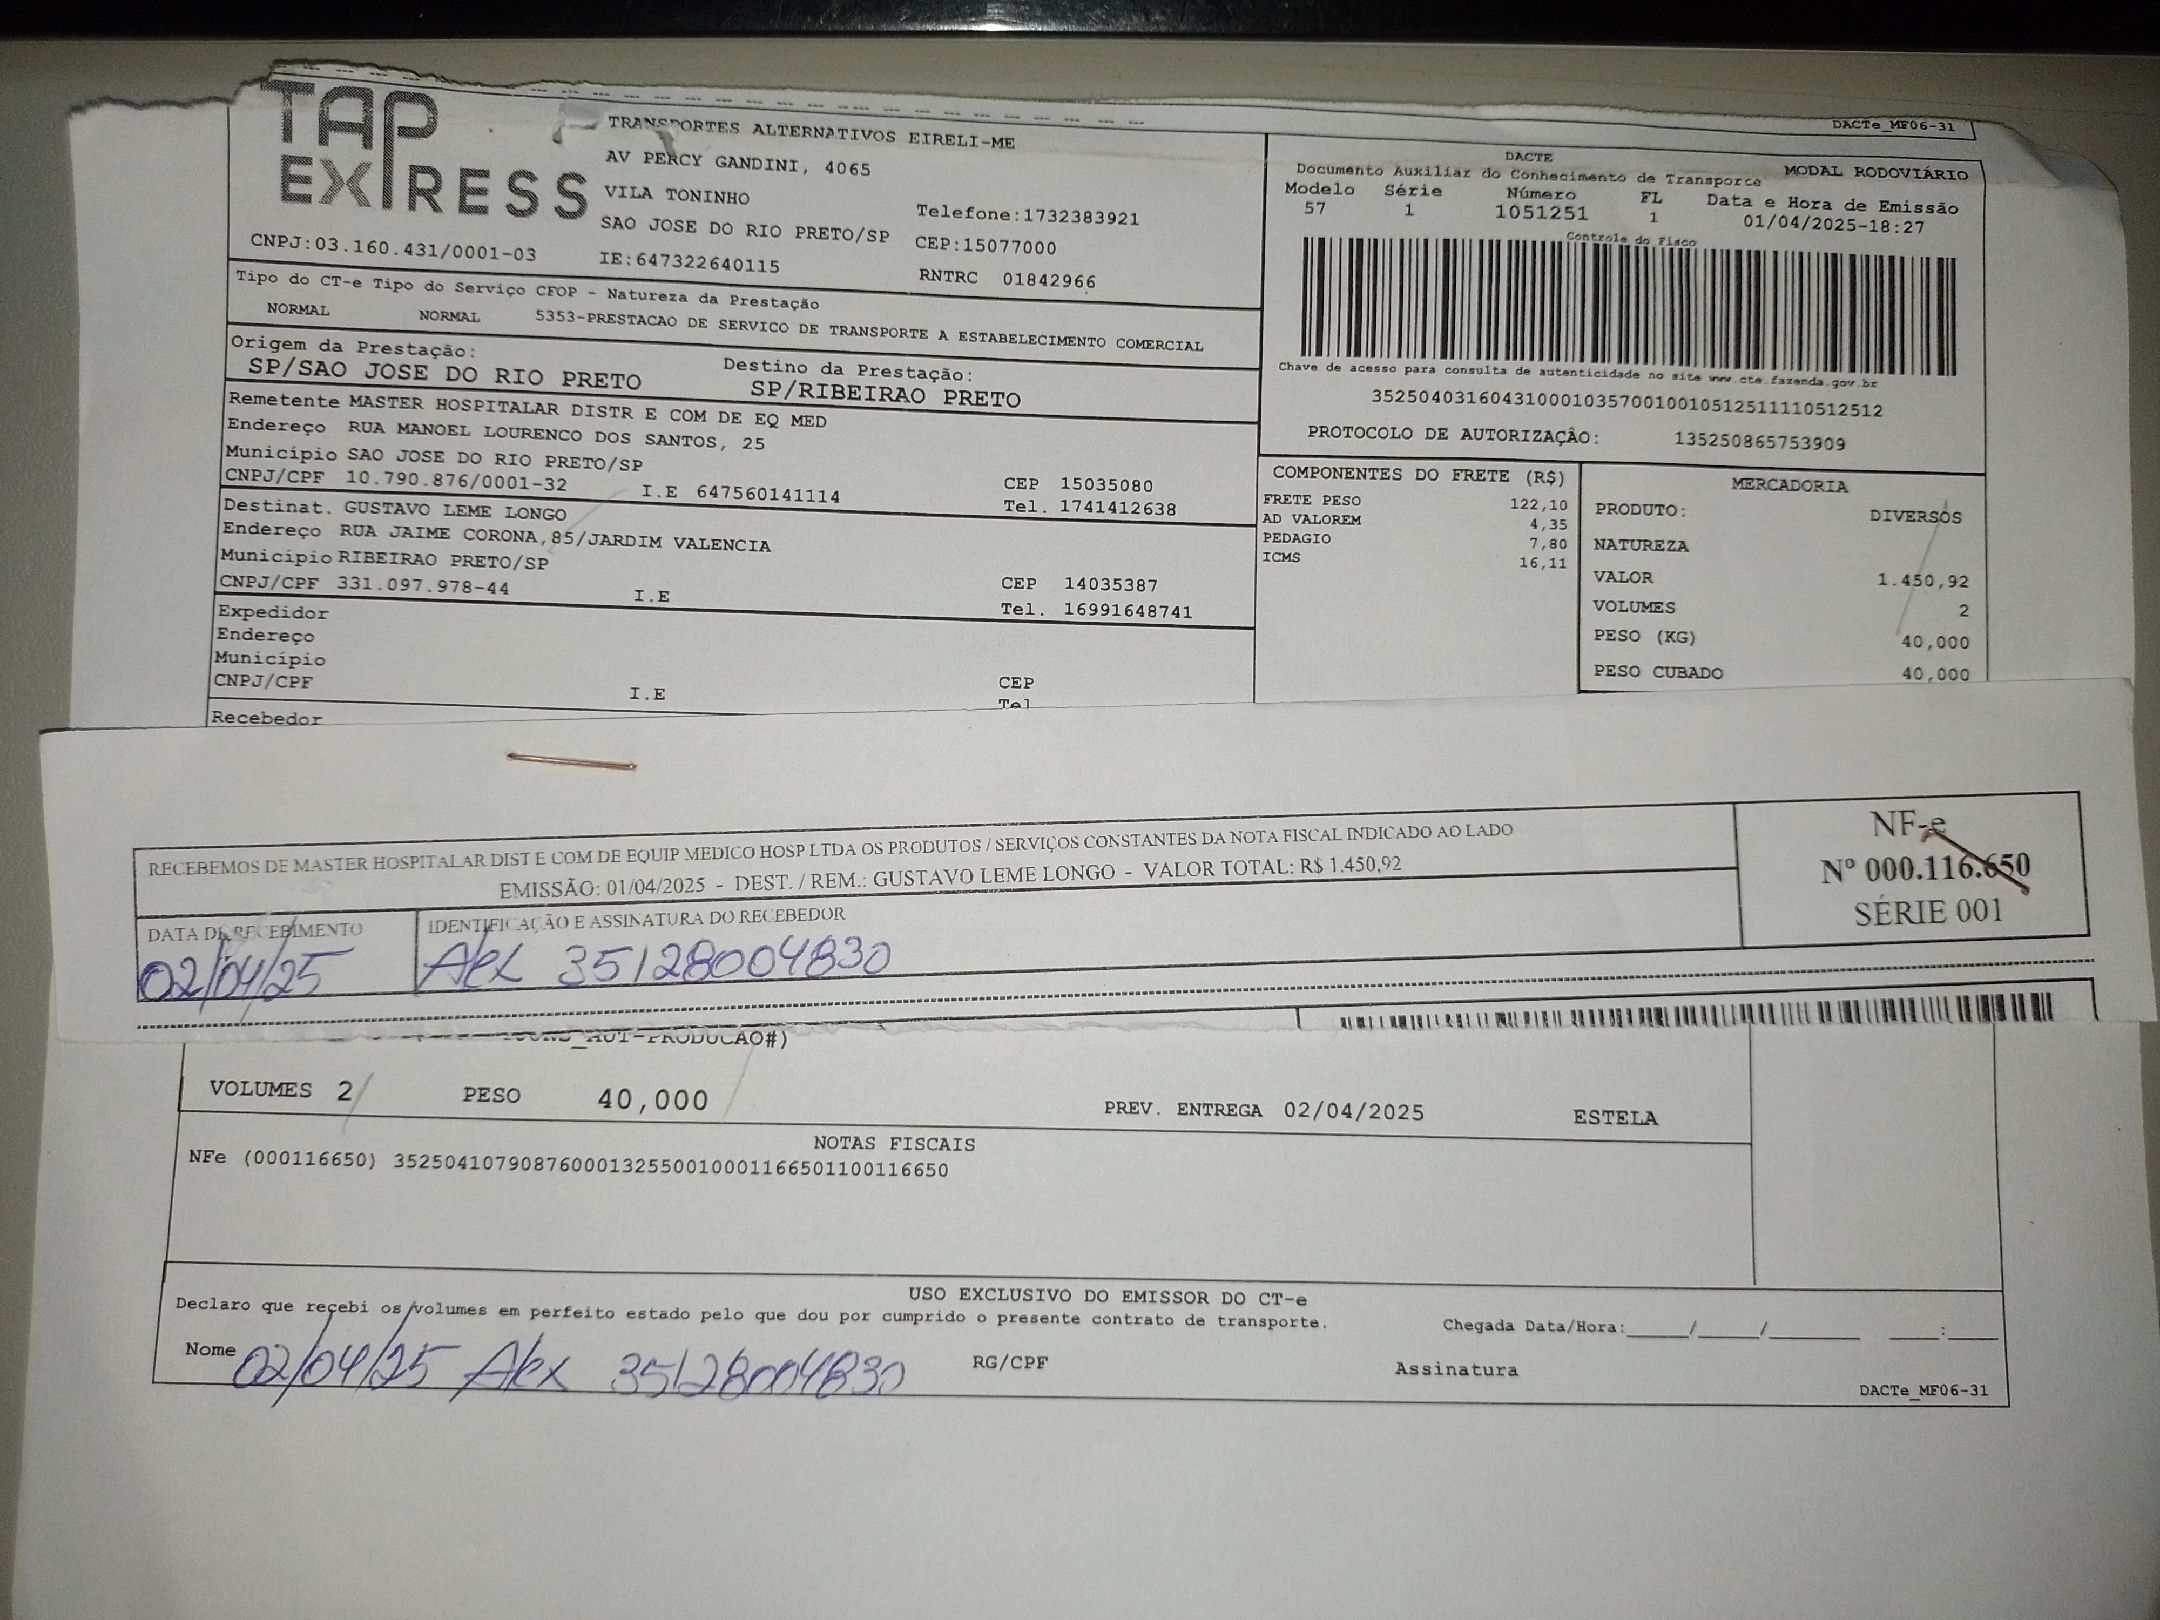 DACTe_MF06-31
TAP EXPRESS
TRANSPORTES ALTERNATIVOS EIRELI-ME
AV PERCY GANDINI, 4065
VILA TONINHO
SAO JOSE DO RIO PRETO/SP
Telefone:1732383921
CEP:15077000
CNPJ:03.160.431/0001-03
IE:647322640115
RNTRC 01842966
DACTE
MODAL RODOVIÁRIO
Documento Auxiliar do Conhecimento de Transporte
Modelo Série Número FL Data e Hora de Emissão
57 1 1051251 1 01/04/2025-18:27
Controle do Fisco
Chave de acesso para consulta de autenticidade no site www.cte.fazenda.gov.br
35250403160431000103570010010512511110512512
PROTOCOLO DE AUTORIZAÇÃO: 135250865753909
Tipo do CT-e Tipo do Serviço CFOP - Natureza da Prestação
NORMAL NORMAL 5353-PRESTACAO DE SERVICO DE TRANSPORTE A ESTABELECIMENTO COMERCIAL
Origem da Prestação: Destino da Prestação:
SP/SAO JOSE DO RIO PRETO SP/RIBEIRAO PRETO
Remetente MASTER HOSPITALAR DISTR E COM DE EQ MED
Endereço RUA MANOEL LOURENCO DOS SANTOS, 25
Município SAO JOSE DO RIO PRETO/SP CEP 15035080
CNPJ/CPF 10.790.876/0001-32 I.E 647560141114 Tel. 1741412638
Destinat. GUSTAVO LEME LONGO
Endereço RUA JAIME CORONA,85/JARDIM VALENCIA
Município RIBEIRAO PRETO/SP CEP 14035387
CNPJ/CPF 331.097.978-44 I.E Tel. 16991648741
Expedidor
Endereço
Município CEP
CNPJ/CPF I.E Tel
Recebedor
COMPONENTES DO FRETE (R$)
FRETE PESO 122,10
AD VALOREM 4,35
PEDAGIO 7,80
ICMS 16,11
MERCADORIA
PRODUTO: DIVERSOS
NATUREZA
VALOR 1.450,92
VOLUMES 2
PESO (KG) 40,000
PESO CUBADO 40,000
RECEBEMOS DE MASTER HOSPITALAR DIST E COM DE EQUIP MEDICO HOSP LTDA OS PRODUTOS / SERVIÇOS CONSTANTES DA NOTA FISCAL INDICADO AO LADO
EMISSÃO: 01/04/2025 - DEST. / REM.: GUSTAVO LEME LONGO - VALOR TOTAL: R$ 1.450,92
NF-e
Nº 000.116.650
SÉRIE 001
DATA DE RECEBIMENTO IDENTIFICAÇÃO E ASSINATURA DO RECEBEDOR
02/04/25 Alex 35128004830
AUT-PRODUCAO#)
VOLUMES 2 PESO 40,000 PREV. ENTREGA 02/04/2025 ESTELA
NOTAS FISCAIS
NFe (000116650) 35250410790876000132550010001166501100116650
USO EXCLUSIVO DO EMISSOR DO CT-e
Declaro que recebi os volumes em perfeito estado pelo que dou por cumprido o presente contrato de transporte. Chegada Data/Hora:_____/_____/_______ ____:____
Nome 02/04/25 Alex 35128004830 RG/CPF Assinatura
DACTe_MF06-31